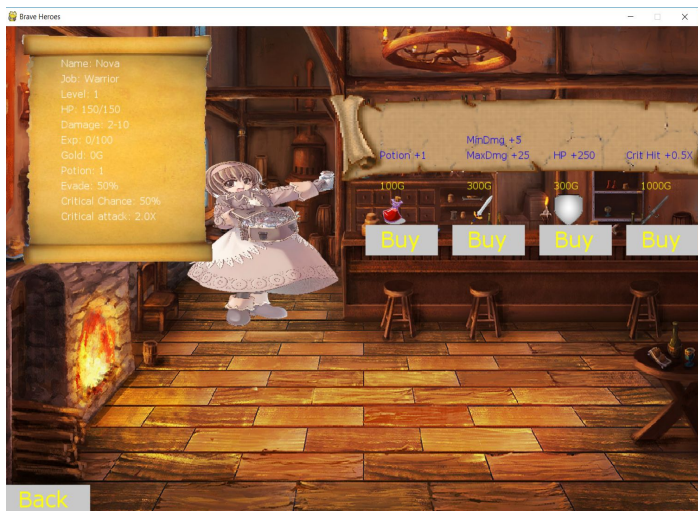 Brave Heroes
Name: Nova
Job: Warrior
Level: 1
HP: 150/150
Damage: 2-10
Exp: 0/100
Gold: 0G
Potion: 1
Evade: 50%
Critical Chance: 50%
Critical attack: 2.0X
MinDmg +5
Potion +1 MaxDmg +25 HP +250 Crit Hit +0.5X
100G 300G 300G 1000G
Buy Buy Buy Buy
Back